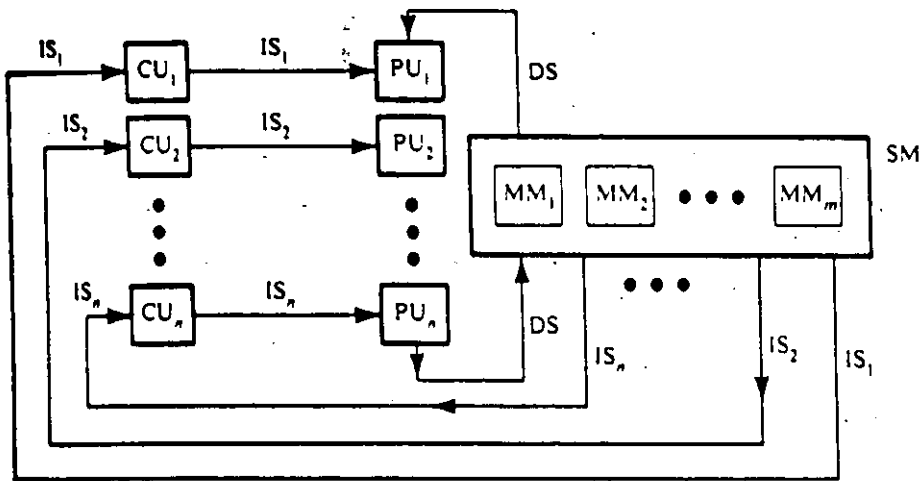 IS₁ CU₁ IS₁ PU₁ DS
IS₂ CU₂ IS₂ PU₂ SM
MM₁ MM₂ • • • MMₘ
ISₙ CUₙ ISₙ PUₙ DS ISₙ • • • IS₂ IS₁